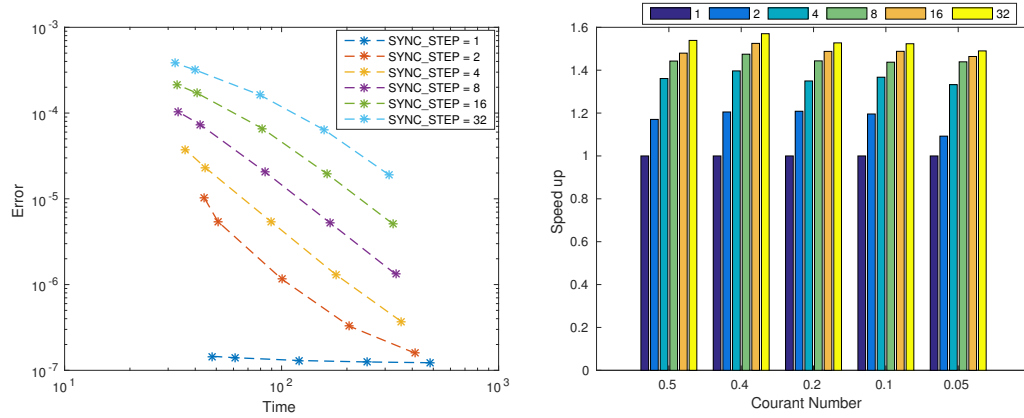 10^-3
10^-4
10^-5
10^-6
10^-7
Error
10^1
10^2
10^3
Time
SYNC_STEP = 1
SYNC_STEP = 2
SYNC_STEP = 4
SYNC_STEP = 8
SYNC_STEP = 16
SYNC_STEP = 32
1 2 4 8 16 32
1.6
1.4
1.2
1
0.8
0.6
0.4
0.2
0
Speed up
0.5 0.4 0.2 0.1 0.05
Courant Number